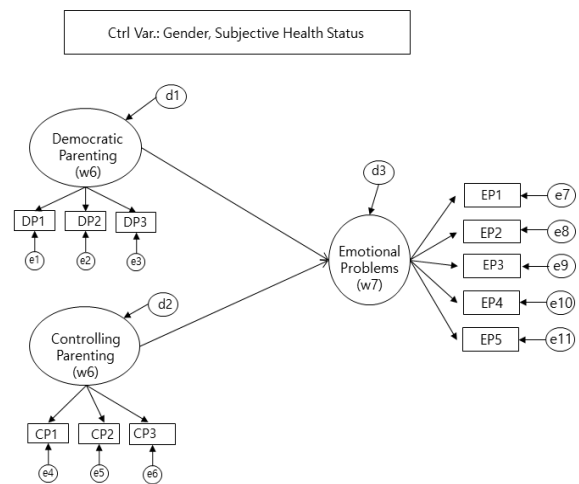 Ctrl Var.: Gender, Subjective Health Status
d1
Democratic
Parenting
(w6)
DP1 DP2 DP3
e1 e2 e3
d2
Controlling
Parenting
(w6)
CP1 CP2 CP3
e4 e5 e6
d3
Emotional
Problems
(w7)
EP1 e7
EP2 e8
EP3 e9
EP4 e10
EP5 e11